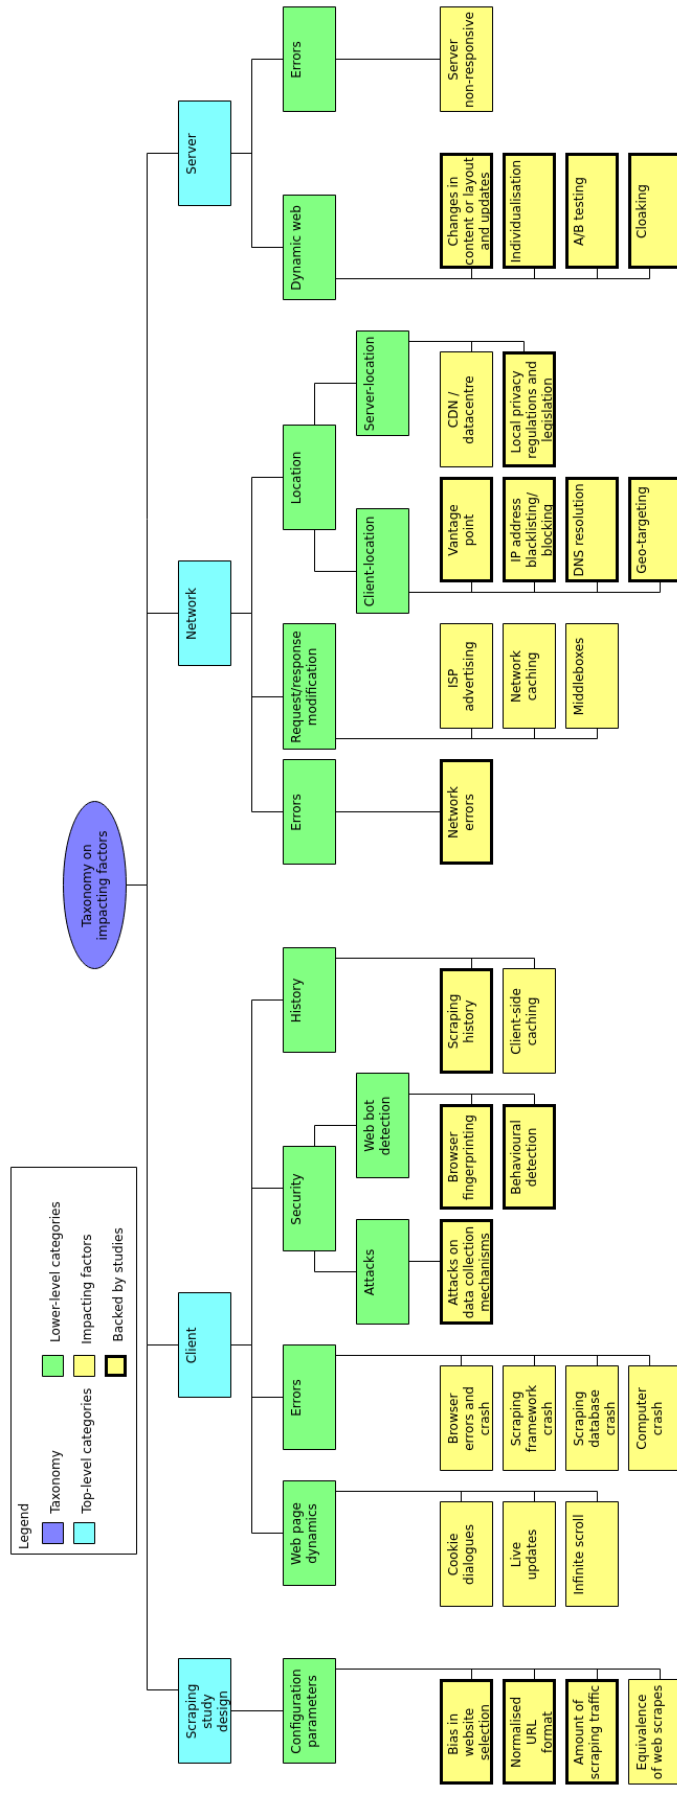 Legend
Taxonomy
Top-level categories
Lower-level categories
Impacting factors
Backed by studies
Taxonomy on
impacting factors
Scraping
study
design
Client
Network
Server
Configuration
parameters
Web page
dynamics
Errors
Security
History
Errors
Request/response
modification
Location
Dynamic web
Errors
Attacks
Web bot
detection
Client-location
Server-location
Bias in
website
selection
Normalised
URL
format
Amount of
scraping traffic
Equivalence
of web scrapes
Cookie
dialogues
Live
updates
Infinite scroll
Browser
errors and
crash
Scraping
framework
crash
Scraping
database
crash
Computer
crash
Attacks on
data collection
mechanisms
Browser
fingerprinting
Behavioural
detection
Scraping
history
Client-side
caching
Network
errors
ISP
advertising
Network
caching
Middleboxes
Vantage
point
IP address
blacklisting/
blocking
DNS resolution
Geo-targeting
CDN /
datacentre
Local privacy
regulations and
legislation
Changes in
content or layout
and updates
Individualisation
A/B testing
Cloaking
Server
non-responsive